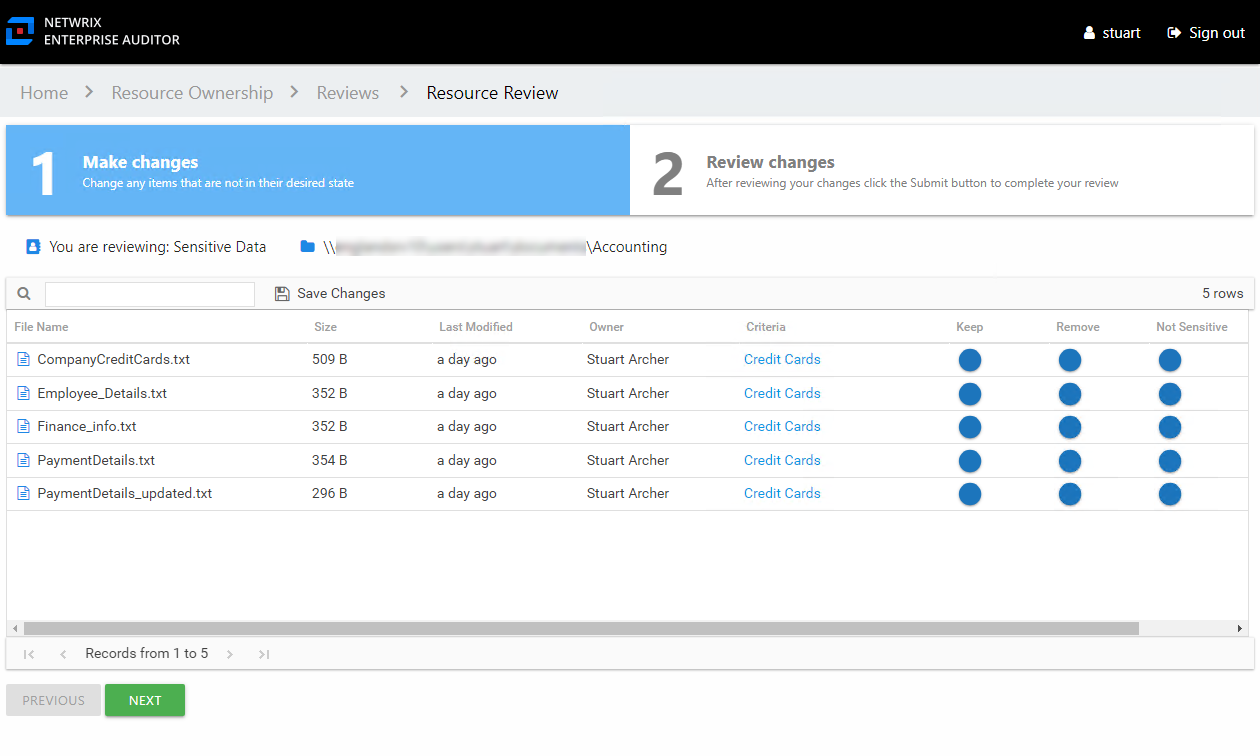 NETWRIX
ENTERPRISE AUDITOR
stuart Sign out
Home Resource Ownership Reviews Resource Review
1 Make changes
Change any items that are not in their desired state
2 Review changes
After reviewing your changes click the Submit button to complete your review
You are reviewing: Sensitive Data \\ \Accounting
Save Changes 5 rows
File Name Size Last Modified Owner Criteria Keep Remove Not Sensitive
CompanyCreditCards.txt 509 B a day ago Stuart Archer Credit Cards
Employee_Details.txt 352 B a day ago Stuart Archer Credit Cards
Finance_info.txt 352 B a day ago Stuart Archer Credit Cards
PaymentDetails.txt 354 B a day ago Stuart Archer Credit Cards
PaymentDetails_updated.txt 296 B a day ago Stuart Archer Credit Cards
Records from 1 to 5
PREVIOUS NEXT